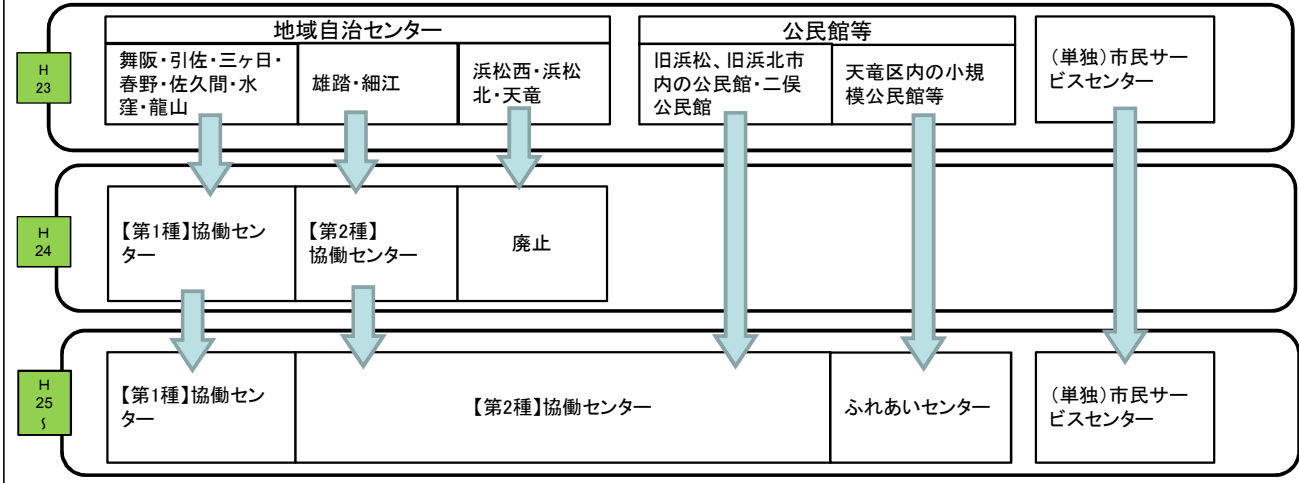 地域自治センター
公民館等
H
23
舞阪・引佐・三ヶ日・
春野・佐久間・水
窪・龍山
雄踏・細江
浜松西・浜松
北・天竜
旧浜松、旧浜北市
内の公民館・二俣
公民館
天竜区内の小規
模公民館等
(単独)市民サー
ビスセンター
H
24
【第1種】協働セン
ター
【第2種】
協働センター
廃止
H
25
～
【第1種】協働セン
ター
【第2種】協働センター
ふれあいセンター
(単独)市民サー
ビスセンター